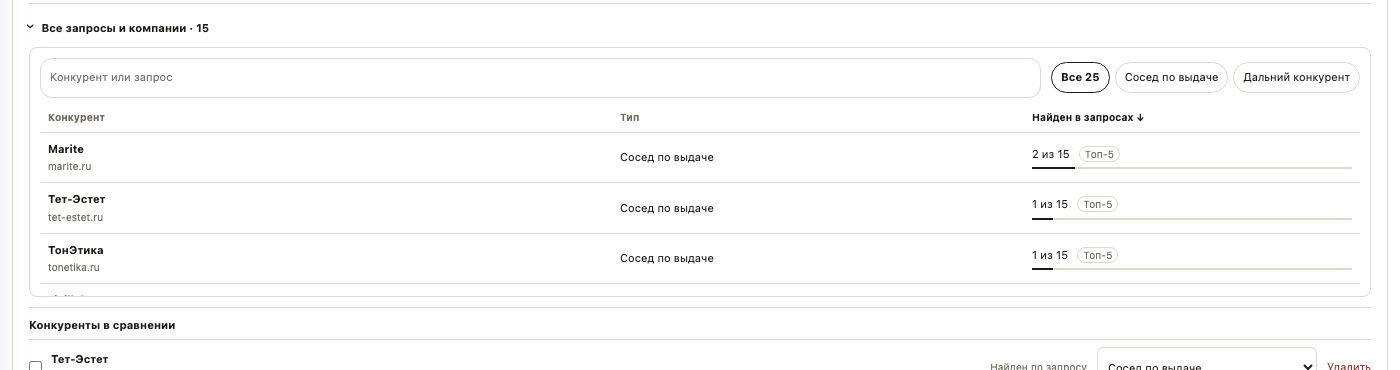 Все запросы и компании · 15
Конкурент или запрос
Все 25
Сосед по выдаче
Дальний конкурент
Конкурент Тип Найден в запросах ↓
Marite
marite.ru
Сосед по выдаче
2 из 15 Топ-5
Тет-Эстет
tet-estet.ru
Сосед по выдаче
1 из 15 Топ-5
ТонЭтика
tonetika.ru
Сосед по выдаче
1 из 15 Топ-5
Конкуренты в сравнении
Тет-Эстет
Найден по запросу Сосед по выдаче Удалить